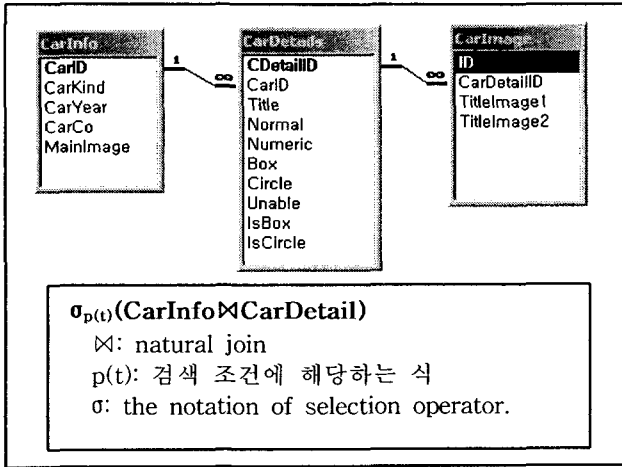 CarInfo
CarID
CarKind
CarYear
CarCo
MainImage
1
∞
CarDetails
CDetailID
CarID
Title
Normal
Numeric
Box
Circle
Unable
IsBox
IsCircle
1
∞
CarImage
ID
CarDetailID
TitleImage1
TitleImage2
σp(t)(CarInfo⋈CarDetail)
⋈: natural join
p(t): 검색 조건에 해당하는 식
σ: the notation of selection operator.